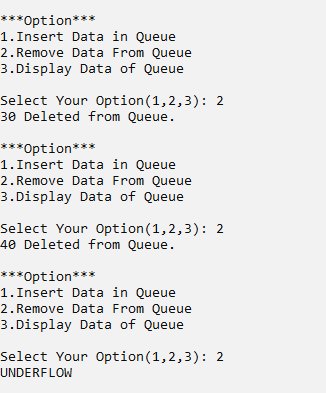 ***Option***
1.Insert Data in Queue
2.Remove Data From Queue
3.Display Data of Queue
Select Your Option(1,2,3): 2
30 Deleted from Queue.
***Option***
1.Insert Data in Queue
2.Remove Data From Queue
3.Display Data of Queue
Select Your Option(1,2,3): 2
40 Deleted from Queue.
***Option***
1.Insert Data in Queue
2.Remove Data From Queue
3.Display Data of Queue
Select Your Option(1,2,3): 2
UNDERFLOW